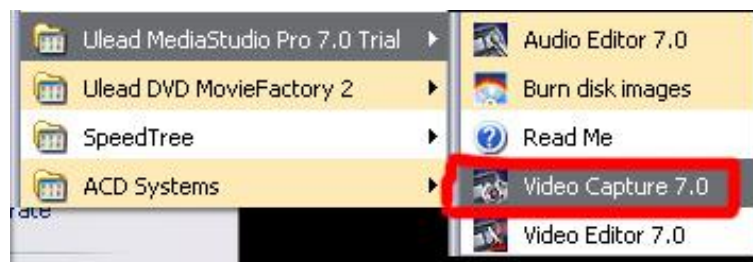 Ulead MediaStudio Pro 7.0 Trial
Ulead DVD MovieFactory 2
SpeedTree
ACD Systems
rate
Audio Editor 7.0
Burn disk images
Read Me
Video Capture 7.0
Video Editor 7.0